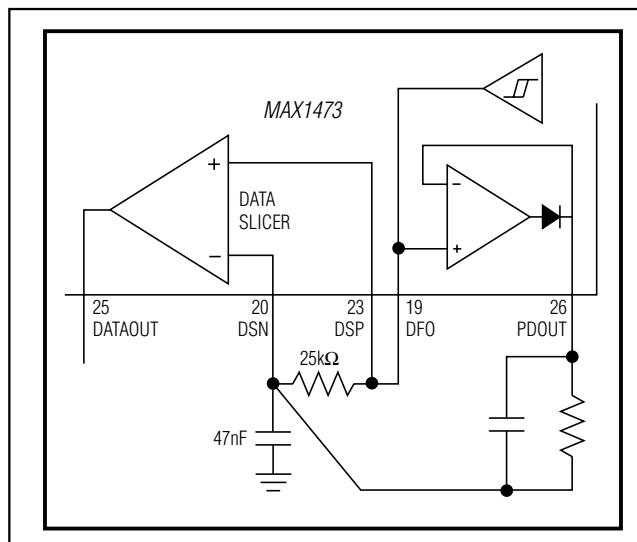 MAX1473
+
−
DATA
SLICER
−
+
25
DATAOUT
20
DSN
23
DSP
19
DFO
26
PDOUT
25kΩ
47nF